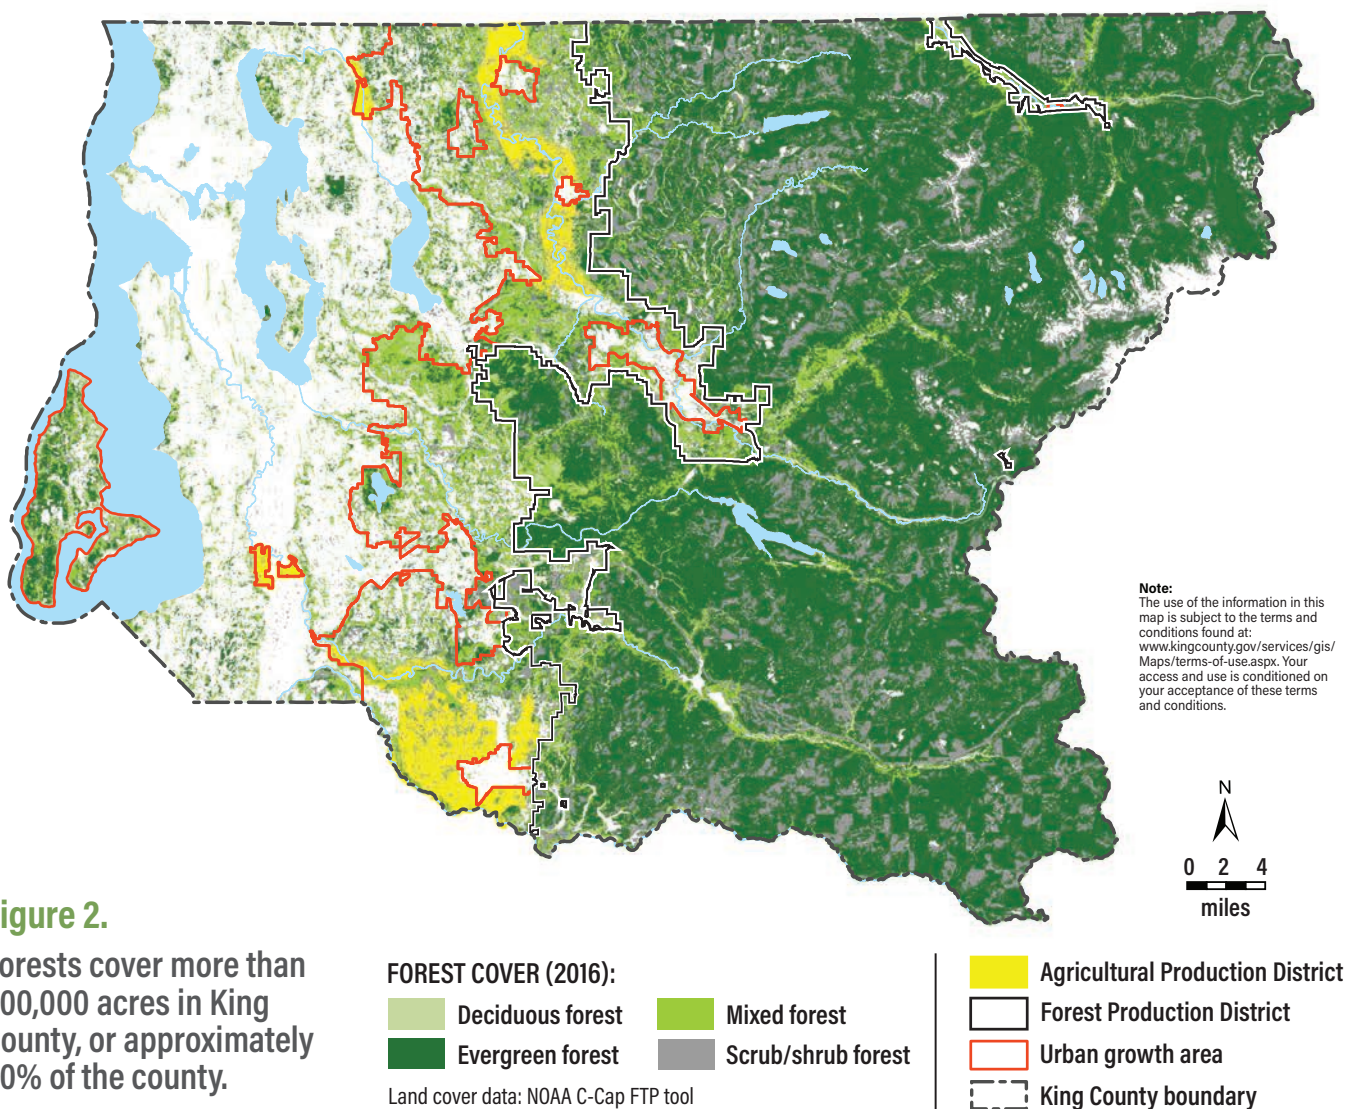 Note:
The use of the information in this
map is subject to the terms and
conditions found at:
www.kingcounty.gov/services/gis/
Maps/terms-of-use.aspx. Your
access and use is conditioned on
your acceptance of these terms
and conditions.
N
0 2 4
miles
igure 2.
orests cover more than
00,000 acres in King
ounty, or approximately
0% of the county.
FOREST COVER (2016):
Deciduous forest
Mixed forest
Evergreen forest
Scrub/shrub forest
Land cover data: NOAA C-Cap FTP tool
Agricultural Production District
Forest Production District
Urban growth area
King County boundary